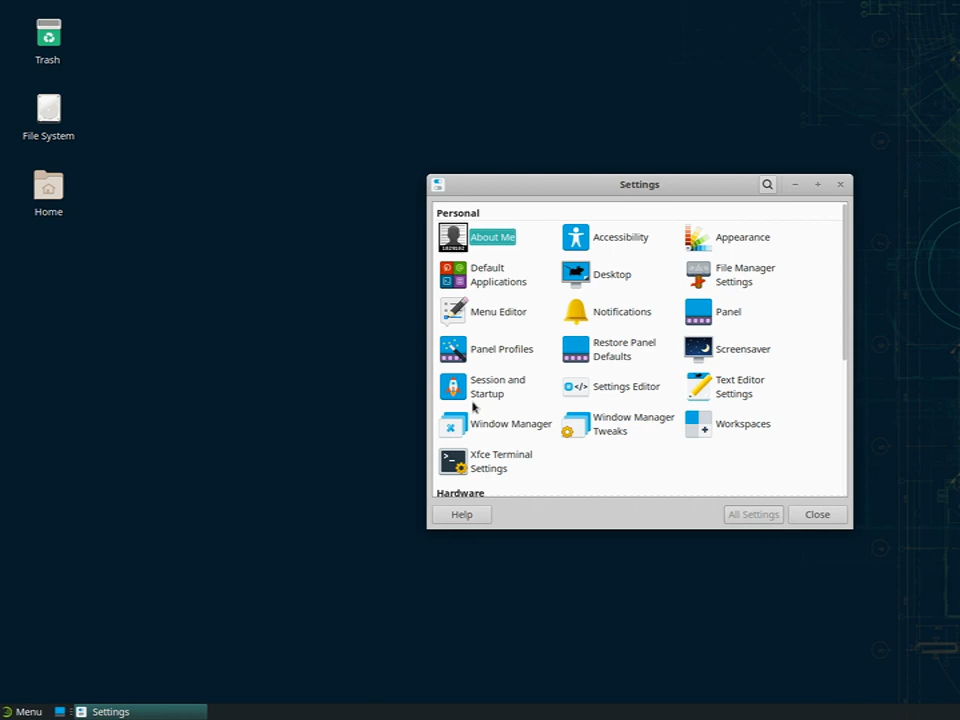 Trash
File System
Home
Settings
Personal
About Me
Accessibility
Appearance
Default
Applications
Desktop
File Manager
Settings
Menu Editor
Notifications
Panel
Panel Profiles
Restore Panel
Defaults
Screensaver
Session and
Startup
Settings Editor
Text Editor
Settings
Window Manager
Window Manager
Tweaks
Workspaces
Xfce Terminal
Settings
Hardware
Help
All Settings
Close
Menu
Settings